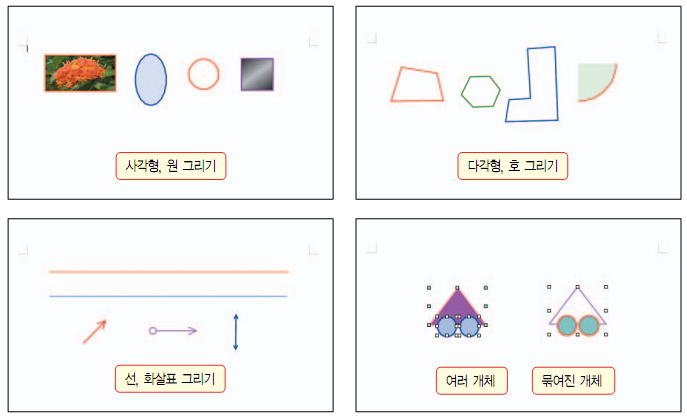 사각형, 원 그리기
다각형, 호 그리기
선, 화살표 그리기
여러 개체
묶여진 개체